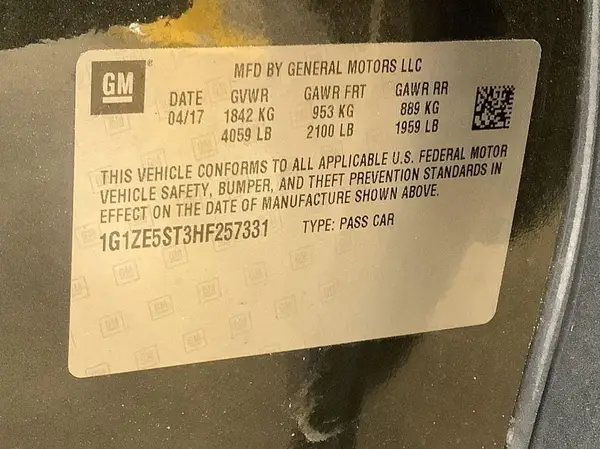 GM
MFD BY GENERAL MOTORS LLC
DATE GVWR GAWR FRT GAWR RR
04/17 1842 KG 953 KG 889 KG
4059 LB 2100 LB 1959 LB
THIS VEHICLE CONFORMS TO ALL APPLICABLE U.S. FEDERAL MOTOR
VEHICLE SAFETY, BUMPER, AND THEFT PREVENTION STANDARDS IN
EFFECT ON THE DATE OF MANUFACTURE SHOWN ABOVE.
1G1ZE5ST3HF257331 TYPE: PASS CAR